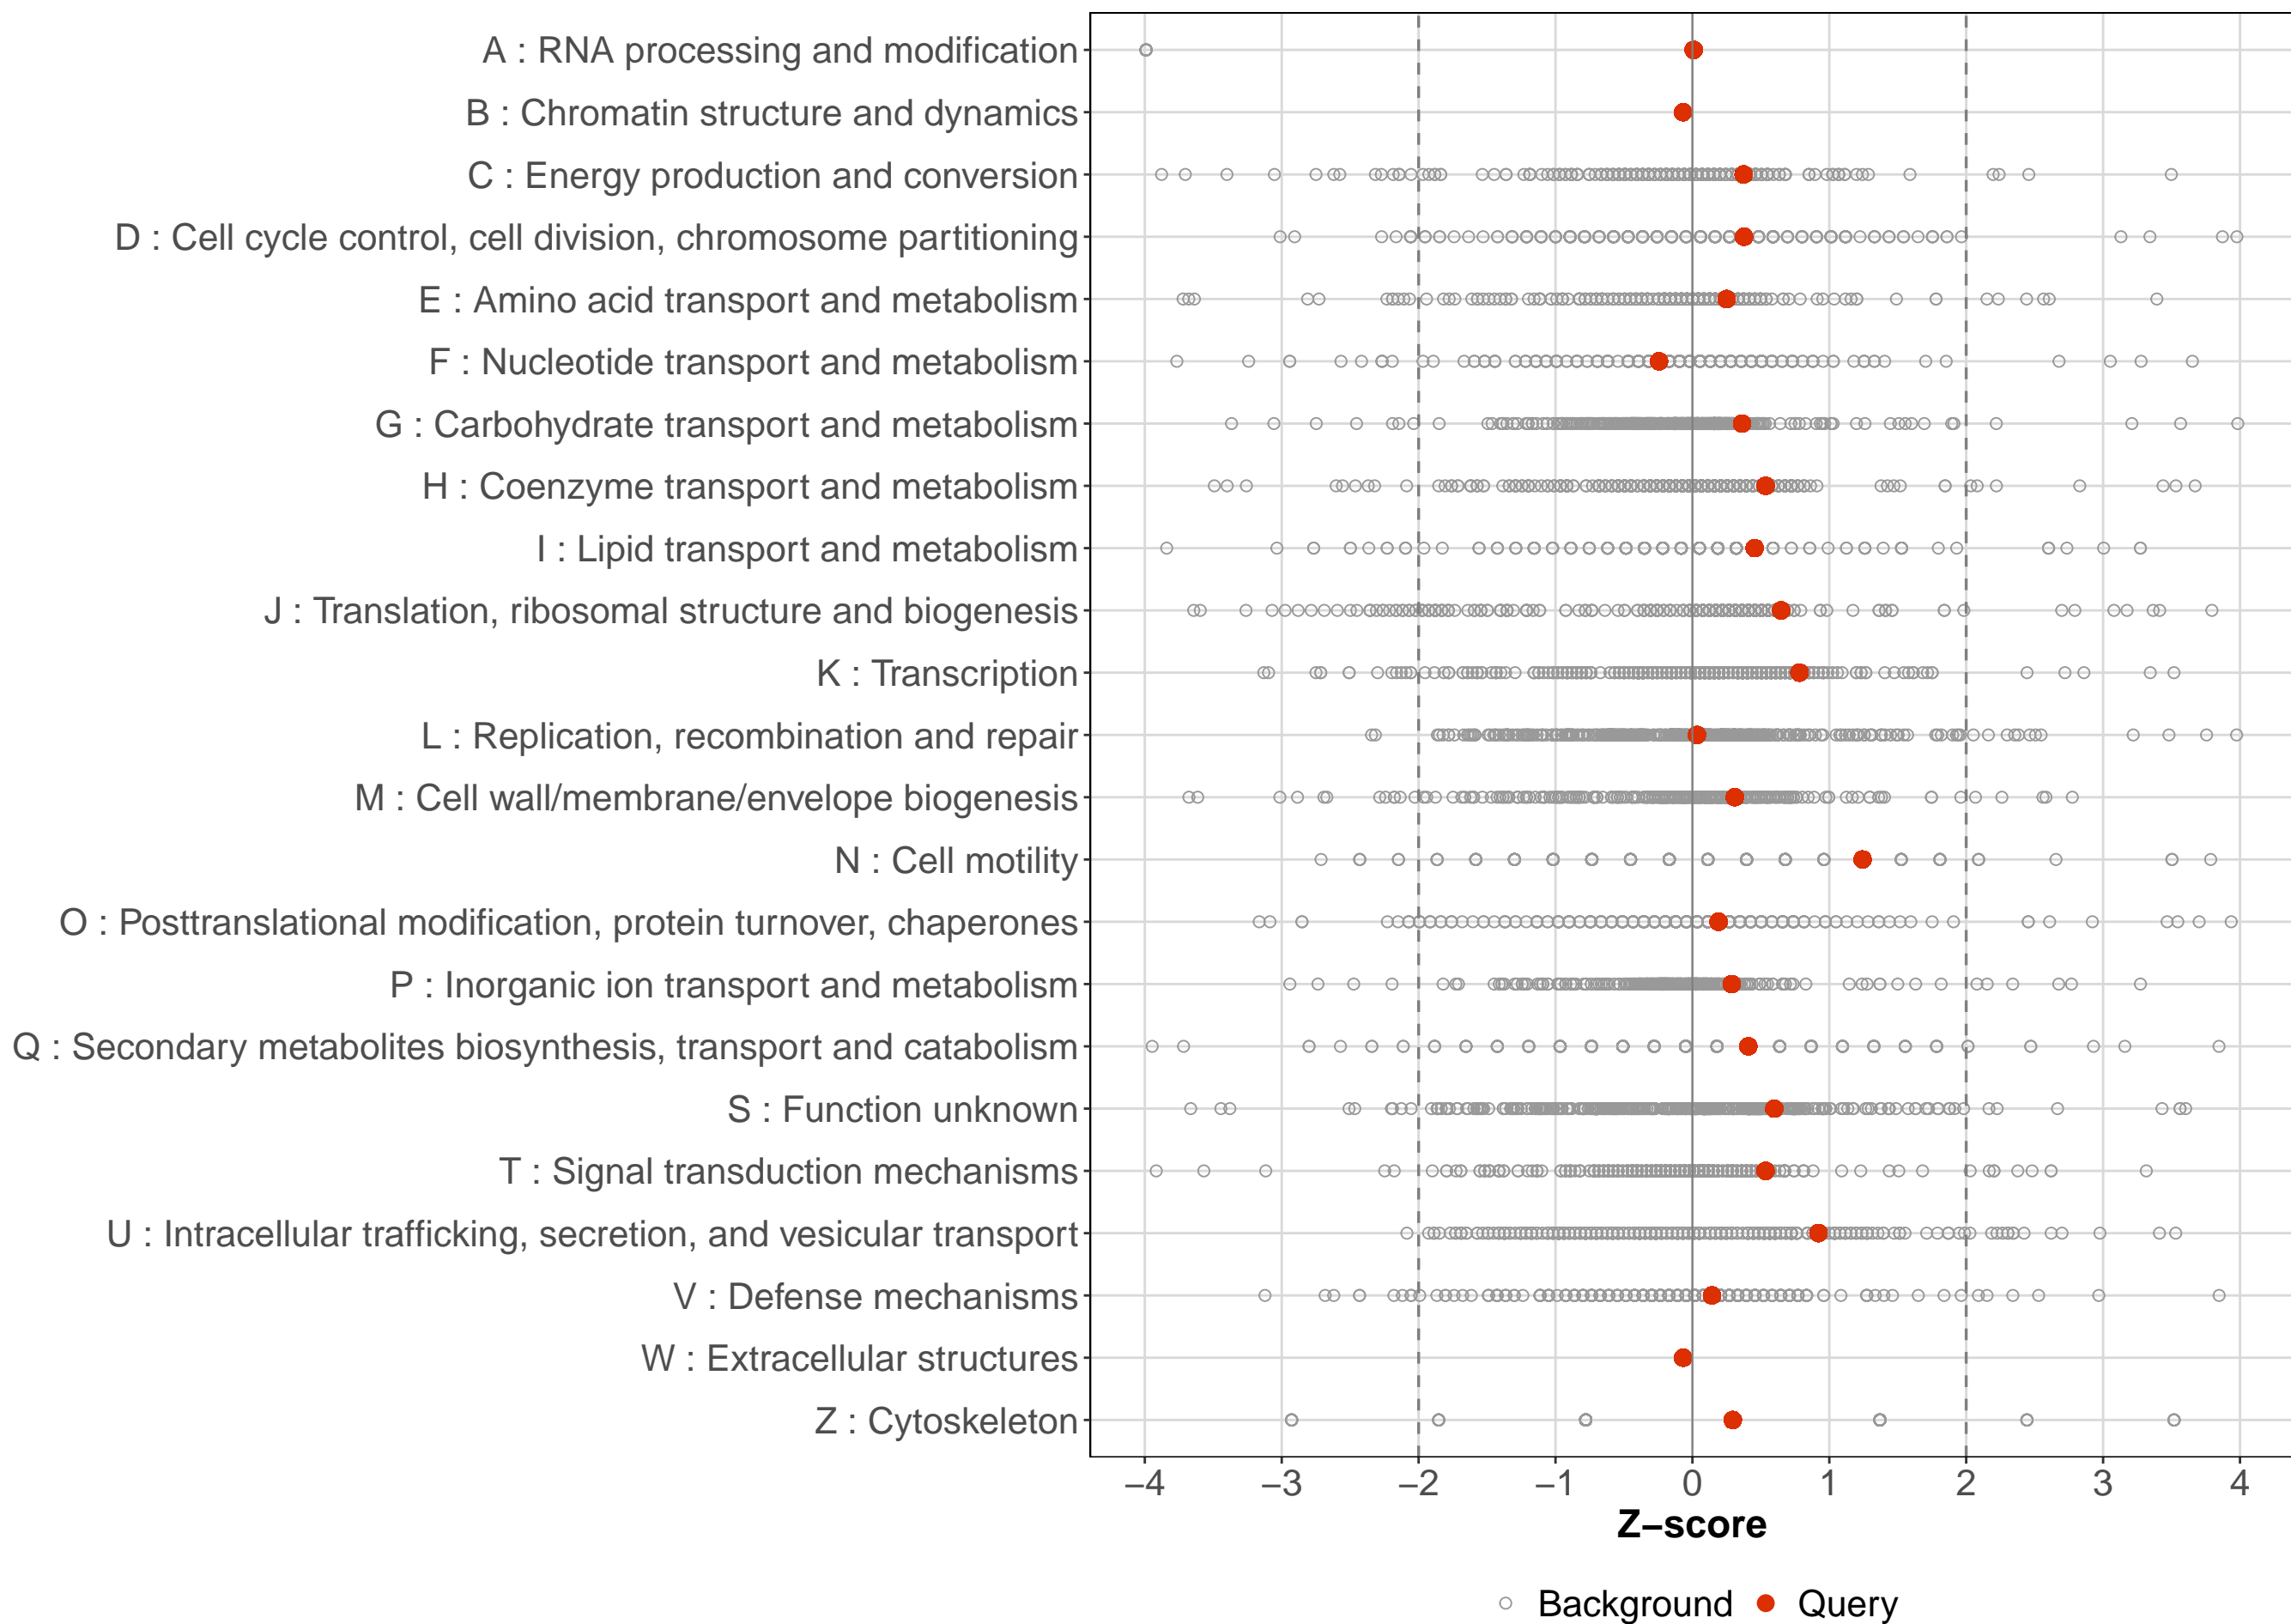 A : RNA processing and modification
B : Chromatin structure and dynamics
C : Energy production and conversion
D : Cell cycle control, cell division, chromosome partitioning
E : Amino acid transport and metabolism
F : Nucleotide transport and metabolism
G : Carbohydrate transport and metabolism
H : Coenzyme transport and metabolism
I : Lipid transport and metabolism
J : Translation, ribosomal structure and biogenesis
K : Transcription
L : Replication, recombination and repair
M : Cell wall/membrane/envelope biogenesis
N : Cell motility
O : Posttranslational modification, protein turnover, chaperones
P : Inorganic ion transport and metabolism
Q : Secondary metabolites biosynthesis, transport and catabolism
S : Function unknown
T : Signal transduction mechanisms
U : Intracellular trafficking, secretion, and vesicular transport
V : Defense mechanisms
W : Extracellular structures
Z : Cytoskeleton
−4 −3 −2 −1 0 1 2 3 4
Z−score
Background Query